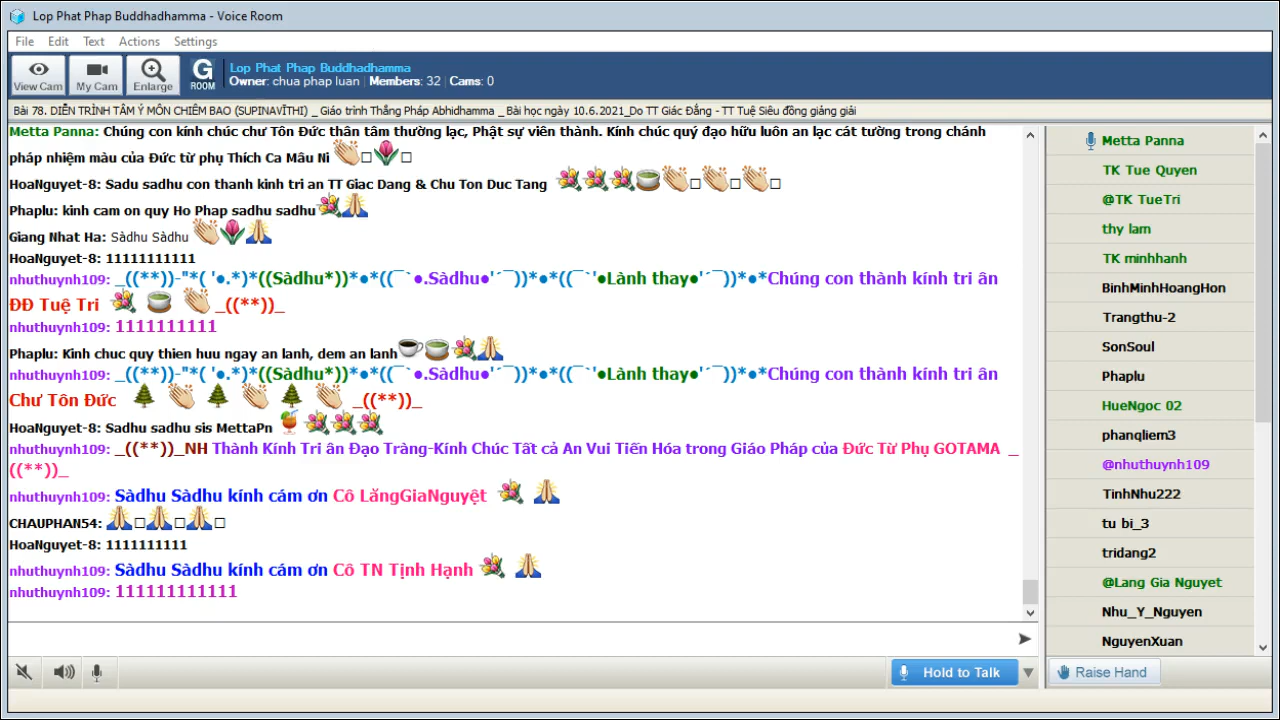 Lop Phat Phap Buddhadhamma - Voice Room
File Edit Text Actions Settings
View Cam My Cam Enlarge G ROOM
Lop Phat Phap Buddhadhamma
Owner: chua phap luan , Members: 32 , Cams: 0
Bài 78. DIỄN TRÌNH TÂM Ý MÔN CHIÊM BAO (SUPINAVĪTHI) _ Giáo trình Thắng Pháp Abhidhamma _ Bài học ngày 10.6.2021_Do TT Giác Đẳng - TT Tuệ Siêu đồng giảng giải
Metta Panna: Chúng con kính chúc chư Tôn Đức thân tâm thường lạc, Phật sự viên thành. Kính chúc quý đạo hữu luôn an lạc cát tường trong chánh
pháp nhiệm màu của Đức từ phụ Thích Ca Mâu Ni
HoaNguyet-8: Sadu sadhu con thanh kinh tri an TT Giac Dang & Chu Ton Duc Tang
Phaplu: kinh cam on quy Ho Phap sadhu sadhu
Giang Nhat Ha: Sàdhu Sàdhu
HoaNguyet-8: 11111111111
nhuthuynh109: _((**))-"*( '●.*)*((Sàdhu*))*●*((¯`●.Sàdhu●'´¯))*●*((¯`'●Lành thay●'´¯))*●*Chúng con thành kính tri ân
ĐĐ Tuệ Tri _((**))_
nhuthuynh109: 1111111111
Phaplu: Kinh chuc quy thien huu ngay an lanh, dem an lanh
nhuthuynh109: _((**))-"*( '●.*)*((Sàdhu*))*●*((¯`●.Sàdhu●'´¯))*●*((¯`'●Lành thay●'´¯))*●*Chúng con thành kính tri ân
Chư Tôn Đức _((**))_
HoaNguyet-8: Sadhu sadhu sis MettaPn
nhuthuynh109: _((**))_NH Thành Kính Tri ân Đạo Tràng-Kính Chúc Tất cả An Vui Tiến Hóa trong Giáo Pháp của Đức Từ Phụ GOTAMA _
((**))_
nhuthuynh109: Sàdhu Sàdhu kính cám ơn Cô LăngGiaNguyệt
CHAUPHAN54:
HoaNguyet-8: 1111111111
nhuthuynh109: Sàdhu Sàdhu kính cám ơn Cô TN Tịnh Hạnh
nhuthuynh109: 111111111111
Hold to Talk
Metta Panna
TK Tue Quyen
@TK TueTri
thy lam
TK minhhanh
BinhMinhHoangHon
Trangthu-2
SonSoul
Phaplu
HueNgoc 02
phanqliem3
@nhuthuynh109
TinhNhu222
tu bi_3
tridang2
@Lang Gia Nguyet
Nhu_Y_Nguyen
NguyenXuan
Raise Hand